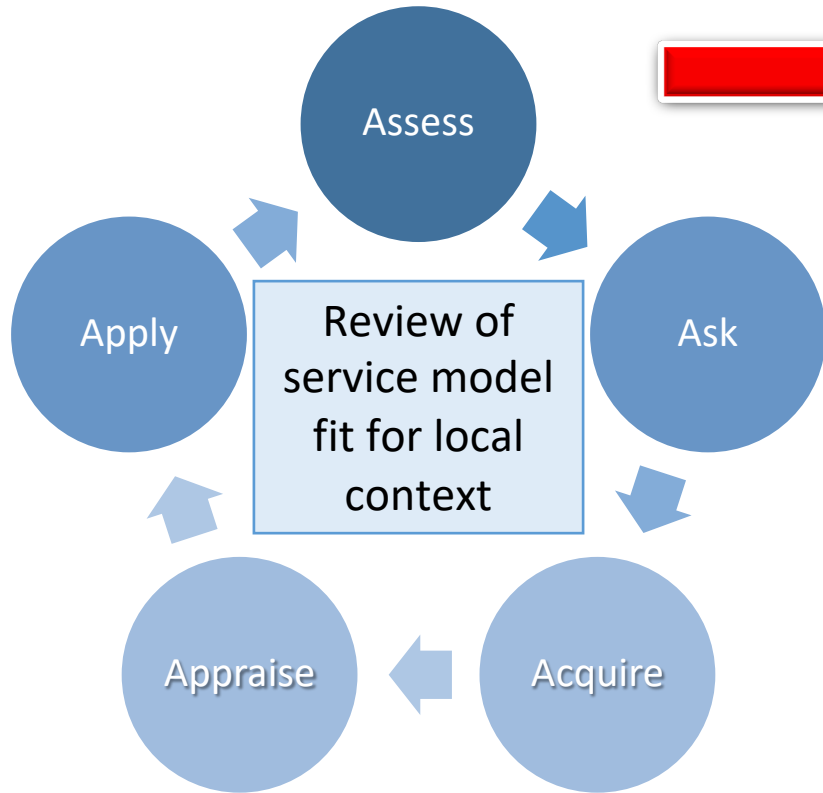 Assess
Ask
Acquire
Appraise
Apply
Review of
service model
fit for local
context